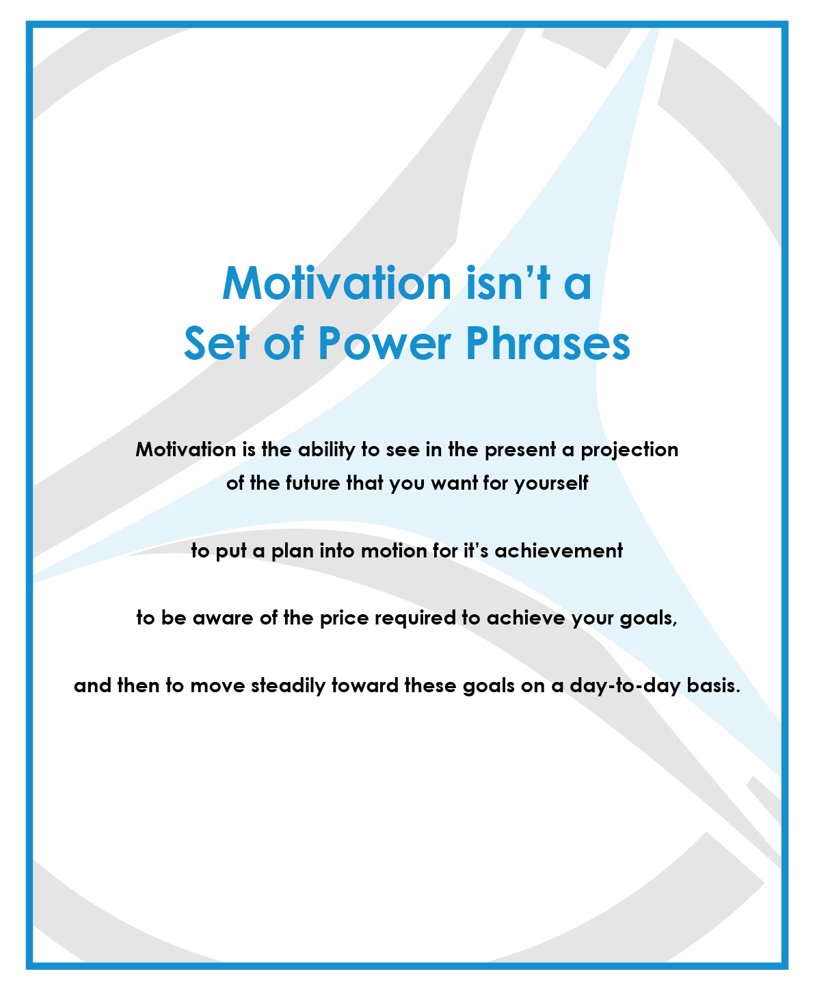 Motivation isn’t a
Set of Power Phrases
Motivation is the ability to see in the present a projection
of the future that you want for yourself
to put a plan into motion for it’s achievement
to be aware of the price required to achieve your goals,
and then to move steadily toward these goals on a day-to-day basis.